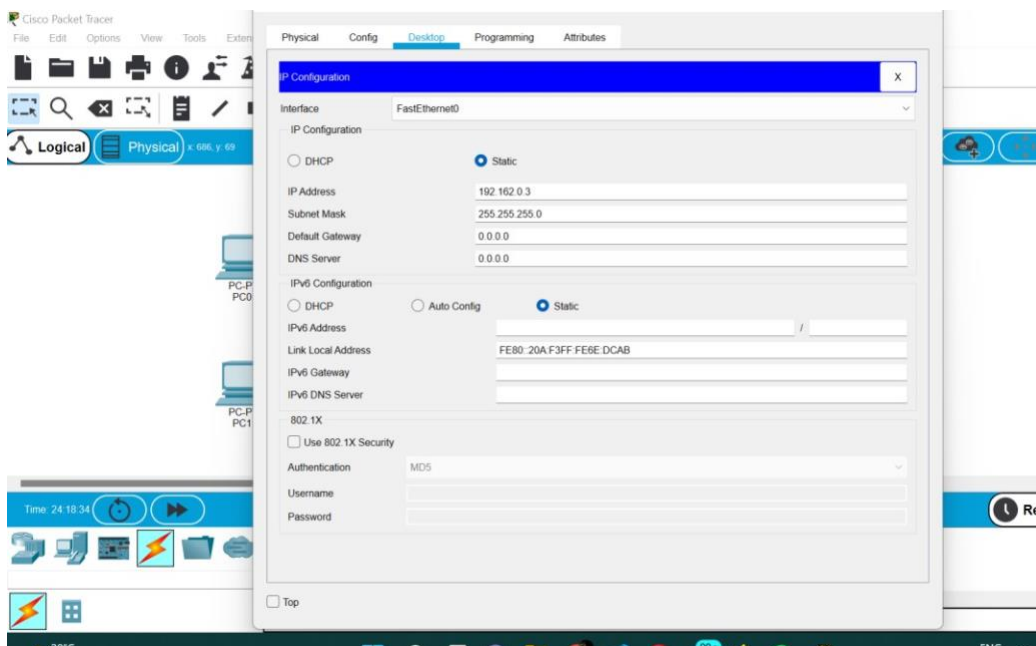 Cisco Packet Tracer
File Edit Options View Tools Exten
Physical Config Desktop Programming Attributes
IP Configuration X
Interface FastEthernet0
IP Configuration
DHCP Static
IP Address 192.162.0.3
Subnet Mask 255.255.255.0
Default Gateway 0.0.0.0
DNS Server 0.0.0.0
IPv6 Configuration
DHCP Auto Config Static
IPv6 Address /
Link Local Address FE80::20A:F3FF:FE6E:DCAB
IPv6 Gateway
IPv6 DNS Server
802.1X
Use 802.1X Security
Authentication MD5
Username
Password
Top
Logical Physical x: 686, y: 69
PC-P
PC0
PC-P
PC1
Time: 24:18:34
Re